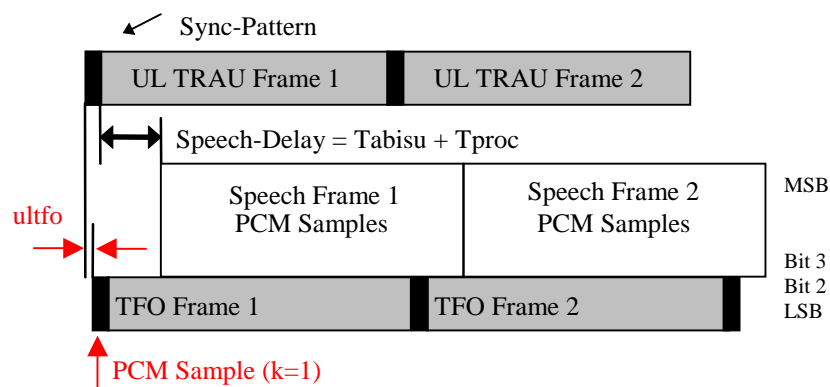 Sync-Pattern
UL TRAU Frame 1
UL TRAU Frame 2
Speech-Delay = Tabisu + Tproc
Speech Frame 1
PCM Samples
Speech Frame 2
PCM Samples
MSB
ultfo
Bit 3
Bit 2
LSB
TFO Frame 1
TFO Frame 2
PCM Sample (k=1)